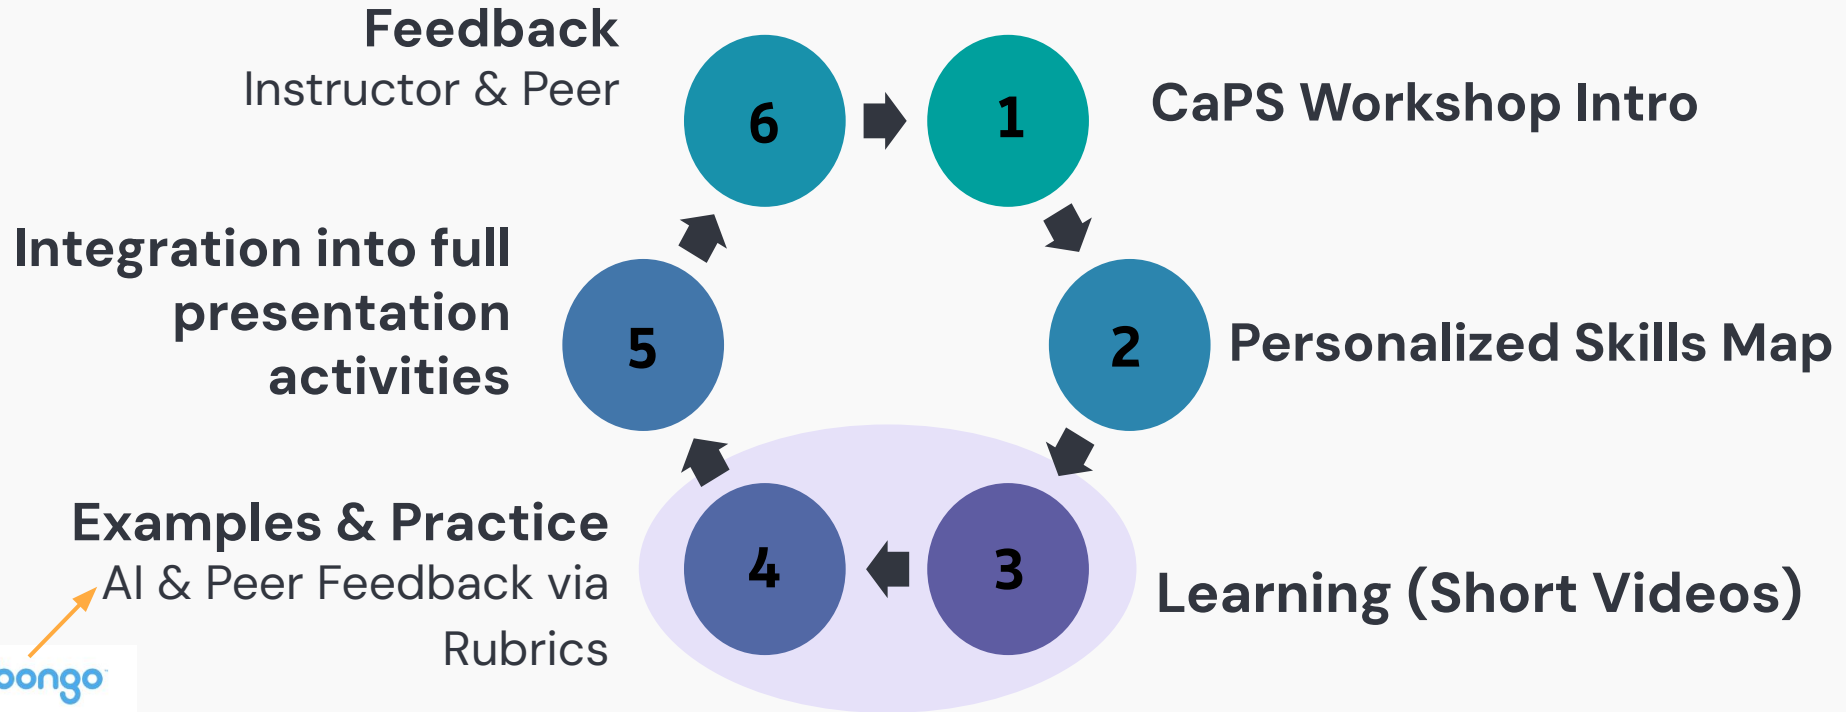 Feedback
Instructor & Peer
6
1
CaPS Workshop Intro
Integration into full
presentation
activities
5
2
Personalized Skills Map
Examples & Practice
AI & Peer Feedback via
Rubrics
4
3
Learning (Short Videos)
bongo™